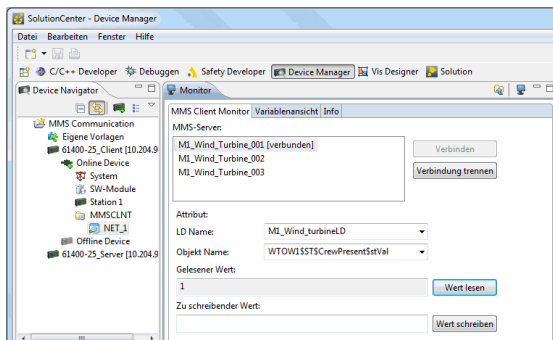 SolutionCenter - Device Manager
Datei Bearbeiten Fenster Hilfe
C/C++ Developer Debuggen Safety Developer Device Manager Vis Designer Solution
Device Navigator
Monitor
MMS Communication
Eigene Vorlagen
61400-25_Client [10.204.9
Online Device
System
SW-Module
Station 1
MMSCLNT
NET_1
Offline Device
61400-25_Server [10.204.9
MMS Client Monitor Variablenansicht Info
MMS-Server:
M1_Wind_Turbine_001 [verbunden]
M1_Wind_Turbine_002
M1_Wind_Turbine_003
Verbinden
Verbindung trennen
Attribut:
LD Name: M1_Wind_turbineLD
Objekt Name: WTOW1$ST$CrewPresent$stVal
Gelesener Wert:
1
Wert lesen
Zu schreibender Wert:
Wert schreiben